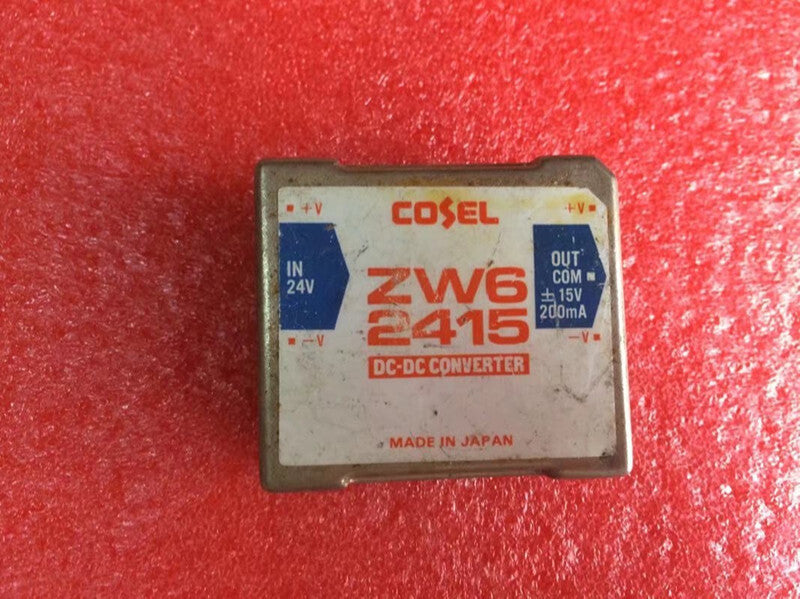 COSEL
+V
+V
IN
24V
ZW6
2415
OUT
COM
±15V
200mA
-V
-V
DC-DC CONVERTER
MADE IN JAPAN